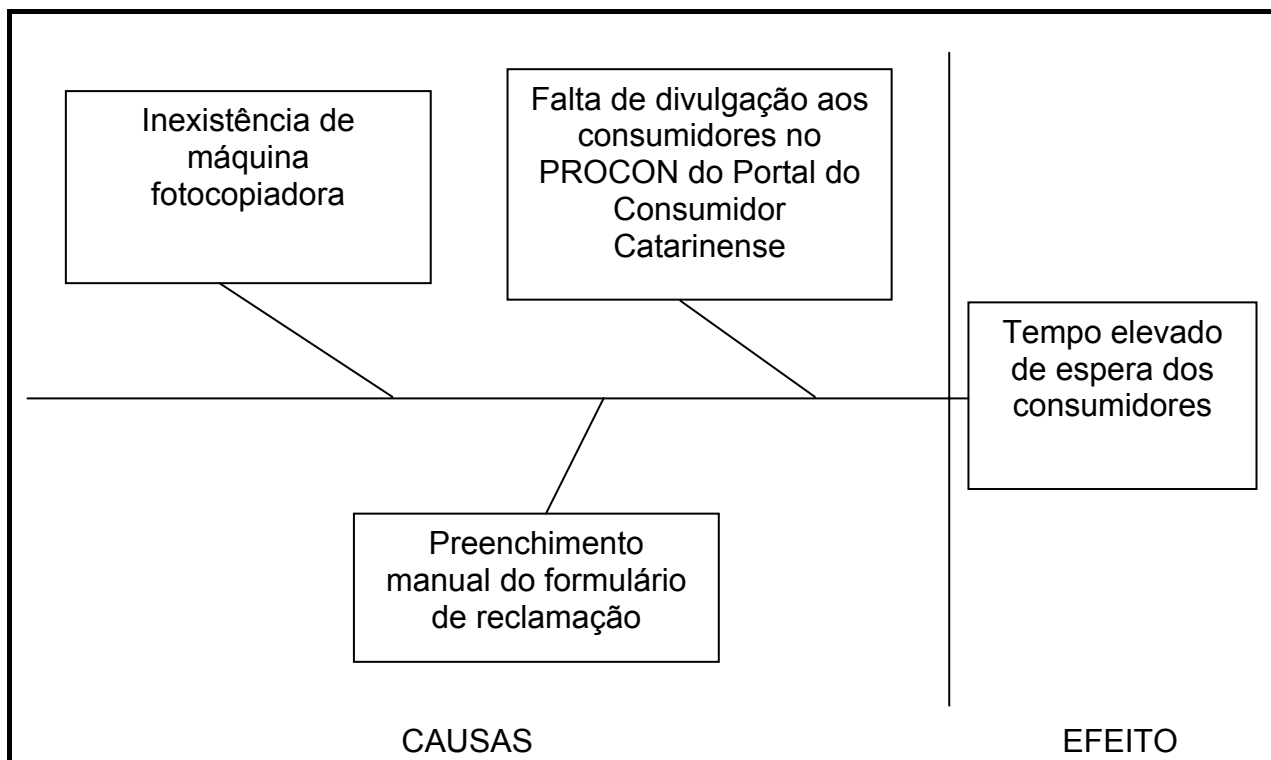 Inexistência de
máquina
fotocopiadora
Falta de divulgação aos
consumidores no
PROCON do Portal do
Consumidor
Catarinense
Tempo elevado
de espera dos
consumidores
Preenchimento
manual do formulário
de reclamação
CAUSAS
EFEITO